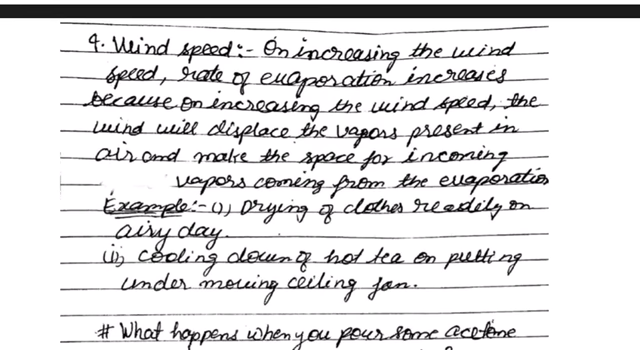 4. Wind speed:- On increasing the wind
speed, rate of evaporation increases
because on increasing the wind speed, the
wind will displace the vapors present in
air and make the space for incoming
vapors coming from the evaporation
Example:- (i) Drying of clothes readily on
airy day.
(ii) cooling down of hot tea on putting
under moving ceiling fan.
# What happens when you pour some acetone